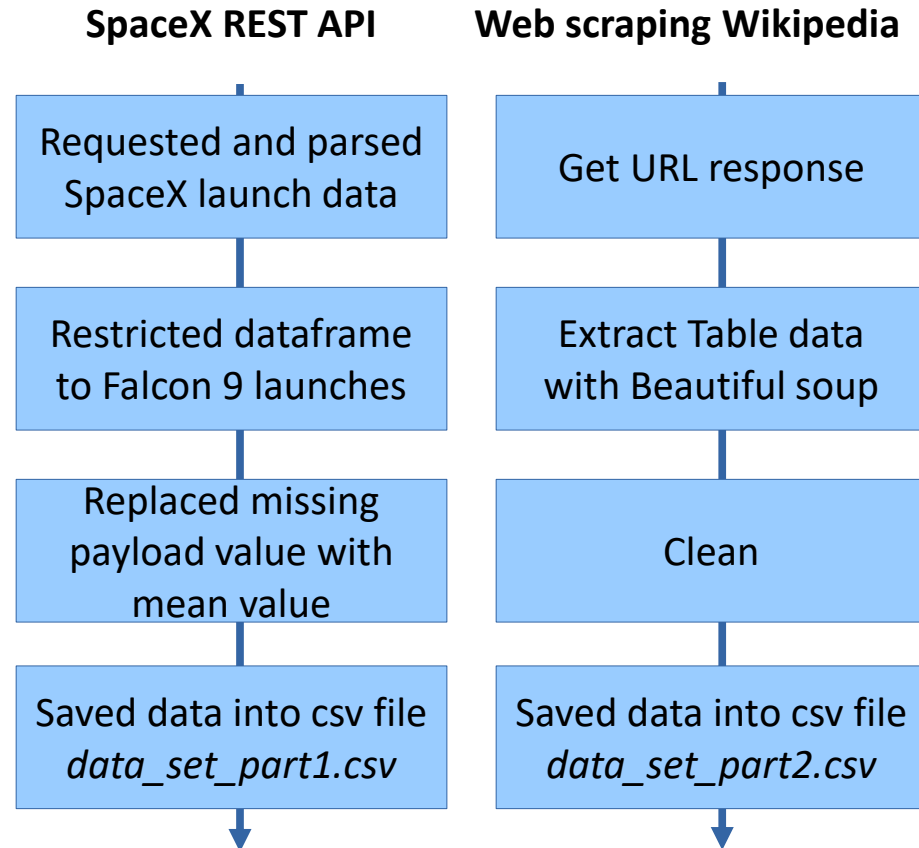 SpaceX REST API
Requested and parsed
SpaceX launch data
Restricted dataframe
to Falcon 9 launches
Replaced missing
payload value with
mean value
Saved data into csv file
data_set_part1.csv
Web scraping Wikipedia
Get URL response
Extract Table data
with Beautiful soup
Clean
Saved data into csv file
data_set_part2.csv